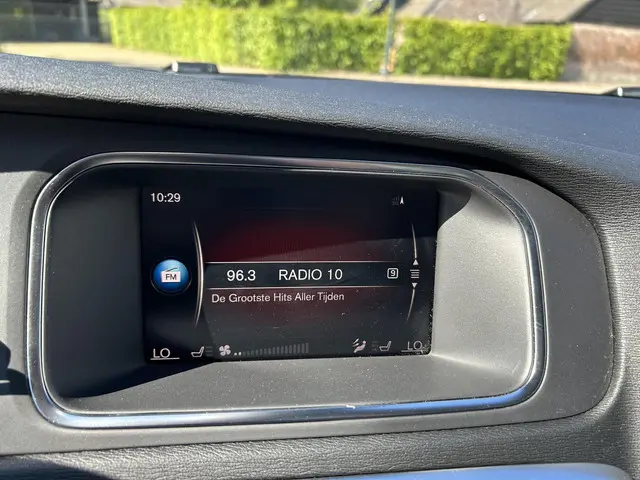 10:29
FM
96.3 RADIO 10 9
De Grootste Hits Aller Tijden
LO LO